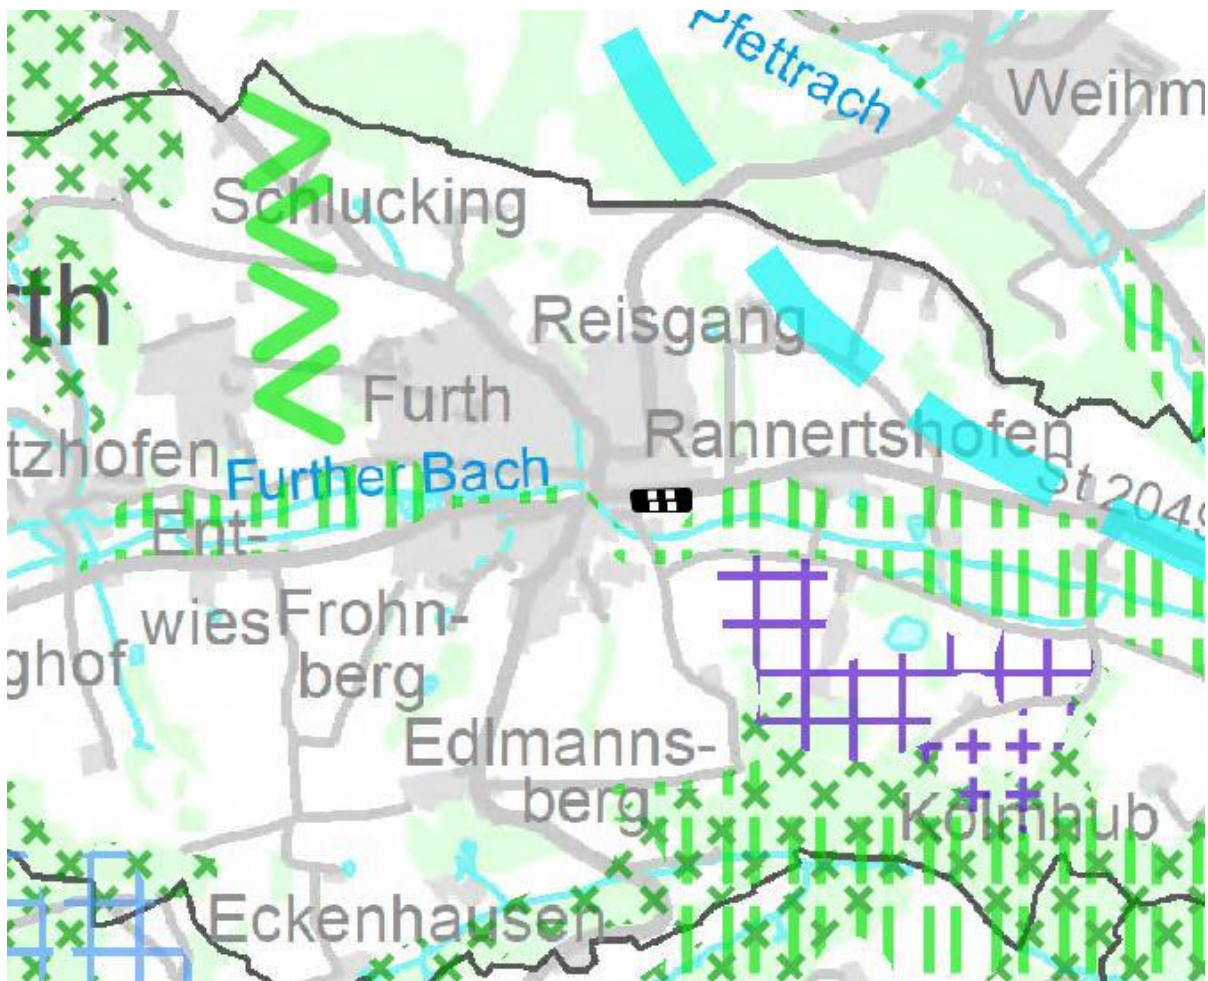 Pfettrach
Weihm
Schlucking
rth
Reisgang
Furth
Rannertshofen
tzhofen
Further Bach
St 2049
Ent-
wies
Frohn-
berg
ghof
Edlmanns-
berg
Kolmhub
Eckenhausen